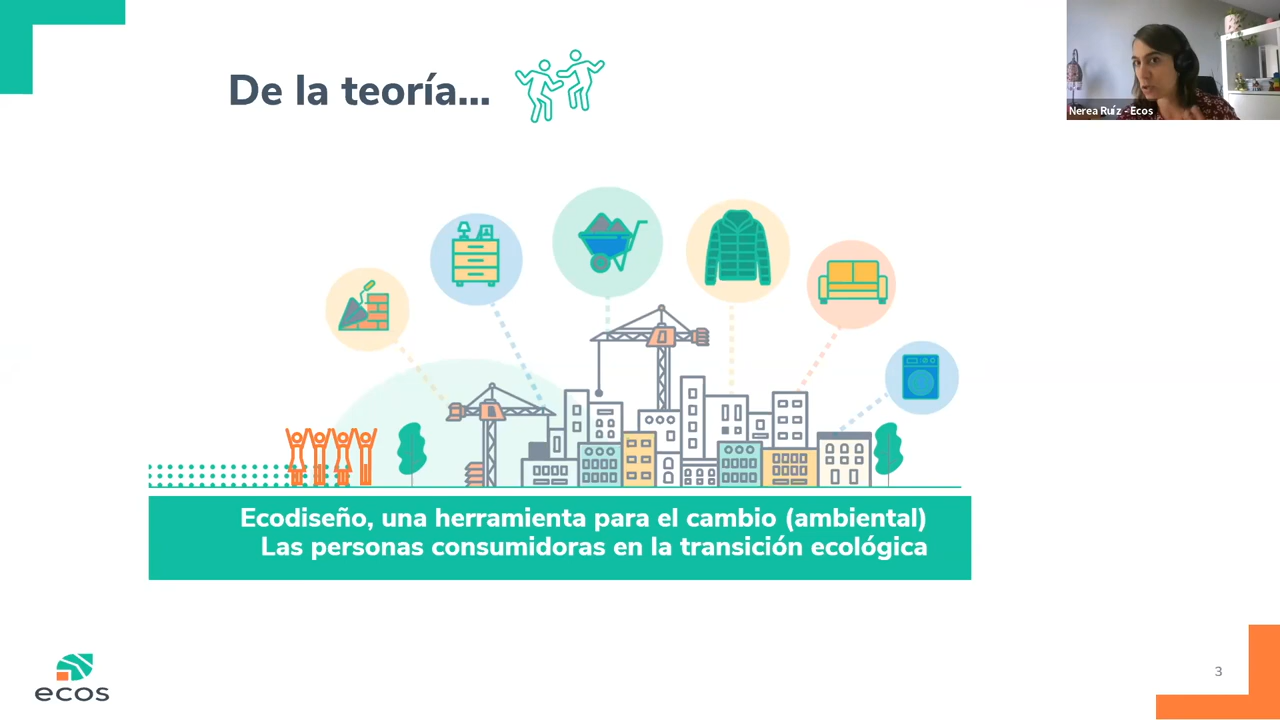 De la teoría...
Nerea Ruíz - Ecos
Ecodiseño, una herramienta para el cambio (ambiental)
Las personas consumidoras en la transición ecológica
ecos
3